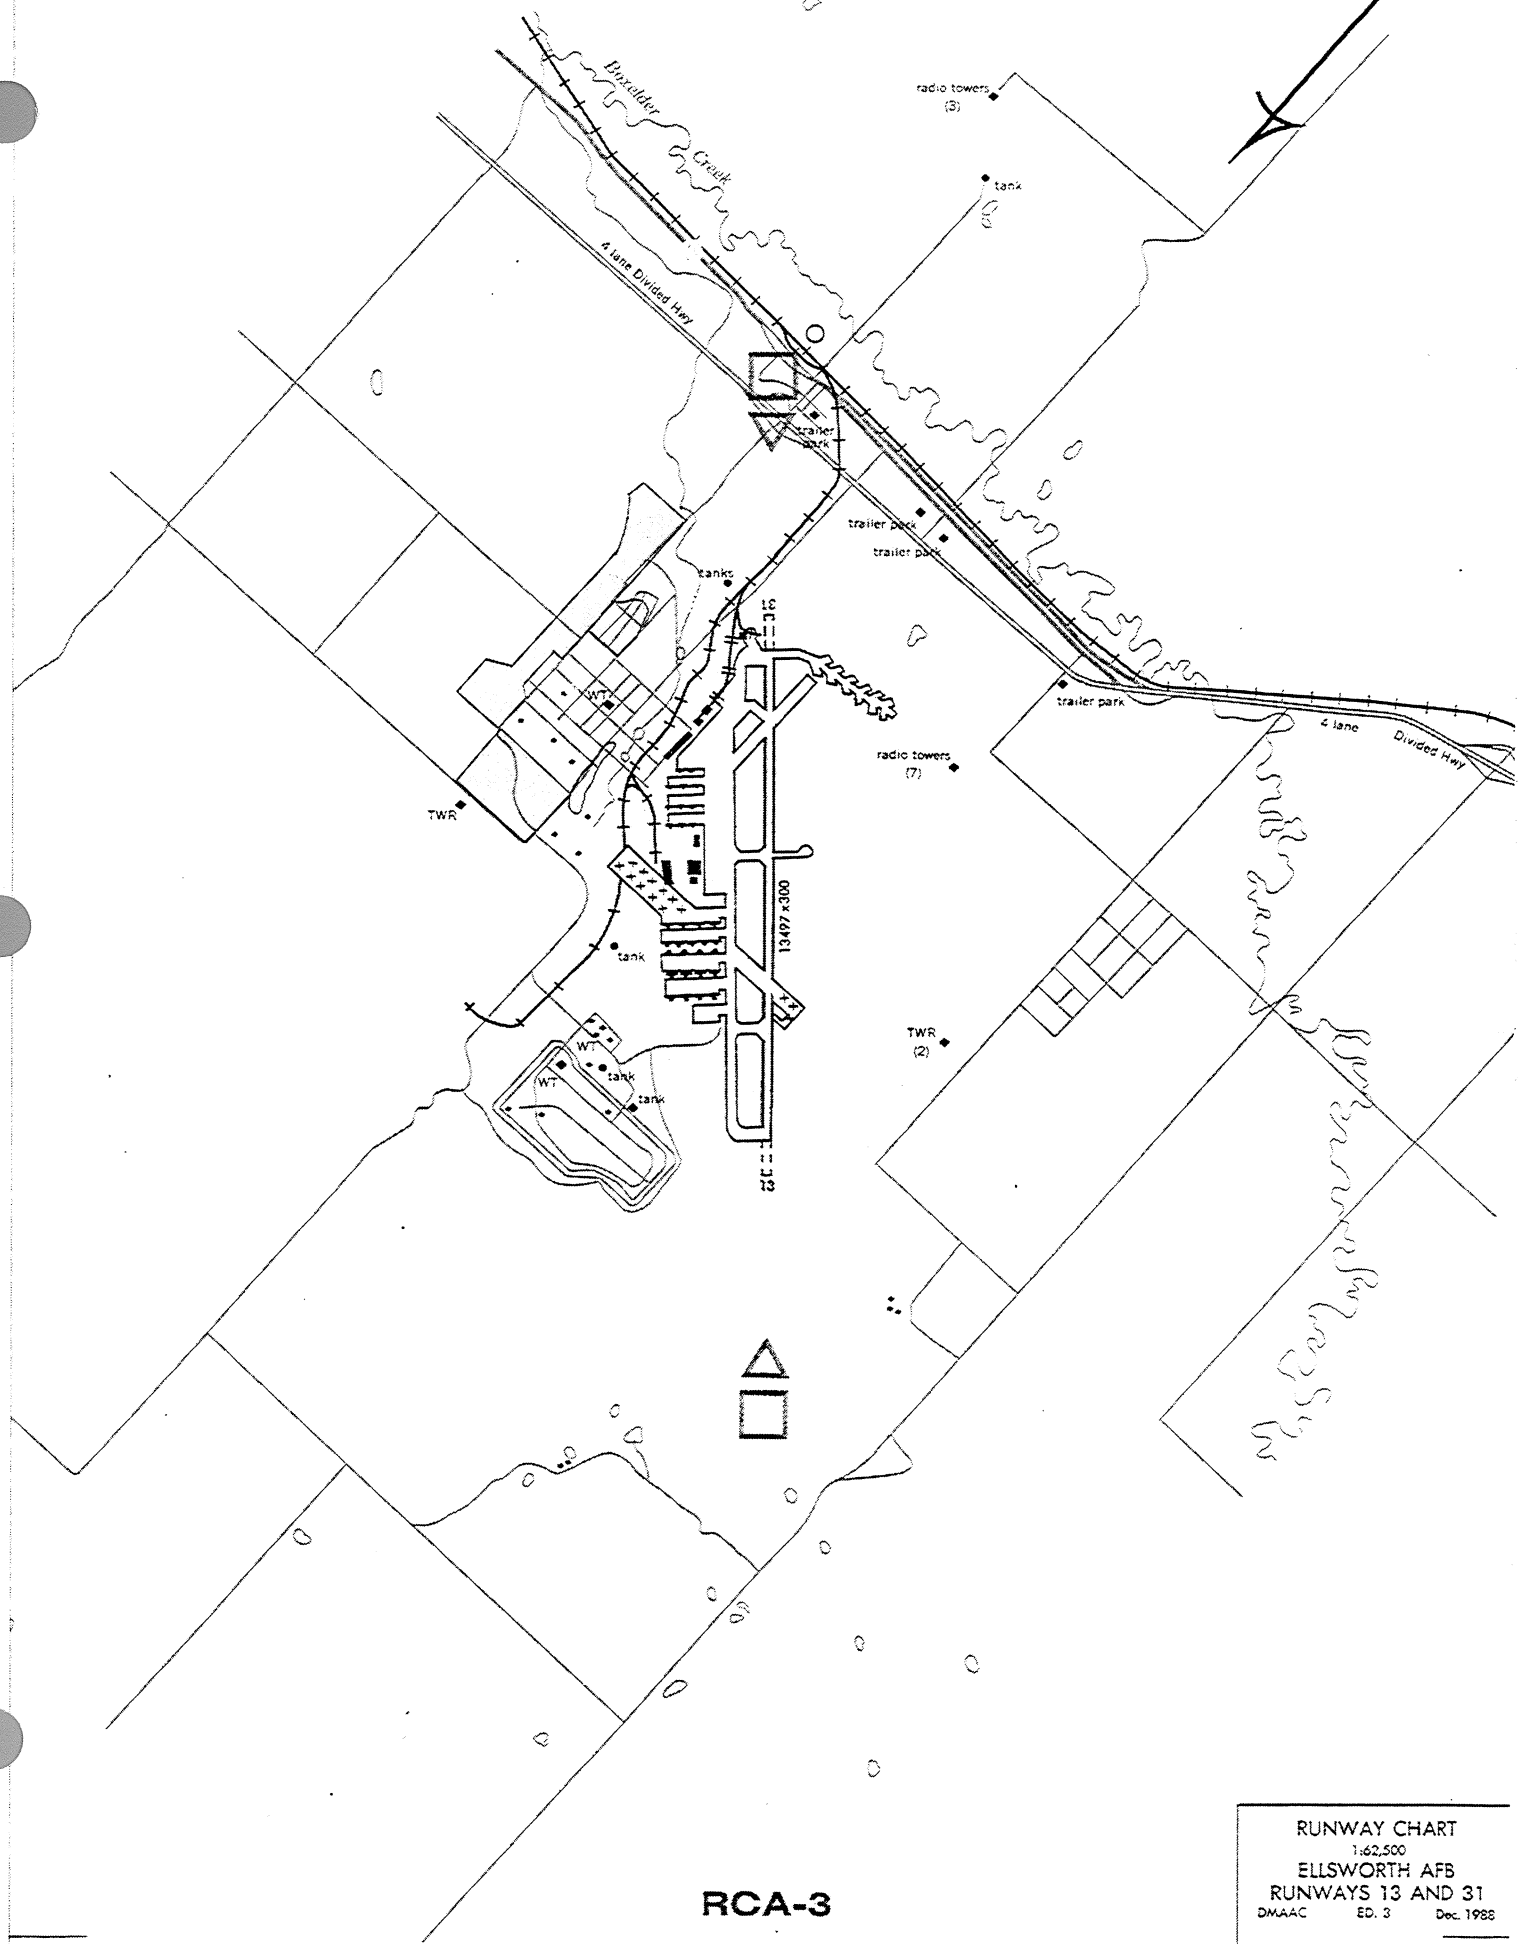 Boxelder
Creek
radio towers
(3)
tank
4 lane Divided Hwy
trailer
park
trailer park
trailer park
tanks
31
WT
trailer park
4 lane
Divided Hwy
radio towers
(7)
TWR
13497 x300
tank
TWR
(2)
WT
tank
WT
tank
13
RUNWAY CHART
1:62,500
ELLSWORTH AFB
RUNWAYS 13 AND 31
DMAAC ED. 3 Dec. 1988
RCA-3